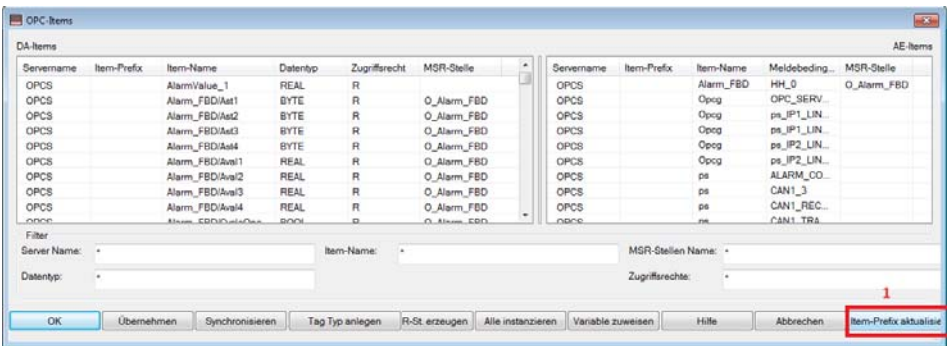 OPC-Items
DA-Items AE-Items
Servername Item-Prefix Item-Name Datentyp Zugriffsrecht MSR-Stelle Servername Item-Prefix Item-Name Meldebeding... MSR-Stelle
OPCS AlarmValue_1 REAL R OPCS Alarm_FBD HH_0 O_Alarm_FBD
OPCS Alarm_FBD/Ast1 BYTE R O_Alarm_FBD OPCS Opcg OPC_SERV...
OPCS Alarm_FBD/Ast2 BYTE R O_Alarm_FBD OPCS Opcg ps_IP1_LIN...
OPCS Alarm_FBD/Ast3 BYTE R O_Alarm_FBD OPCS Opcg ps_IP1_LIN...
OPCS Alarm_FBD/Ast4 BYTE R O_Alarm_FBD OPCS Opcg ps_IP2_LIN...
OPCS Alarm_FBD/Aval1 REAL R O_Alarm_FBD OPCS Opcg ps_IP2_LIN...
OPCS Alarm_FBD/Aval2 REAL R O_Alarm_FBD OPCS ps ALARM_CO...
OPCS Alarm_FBD/Aval3 REAL R O_Alarm_FBD OPCS ps CAN1_3
OPCS Alarm_FBD/Aval4 REAL R O_Alarm_FBD OPCS ps CAN1_REC...
OPCS BOOL R O_Alarm_FBD OPCS ps CAN1_TRA
Filter
Server Name: * Item-Name: * MSR-Stellen Name: *
Datentyp: * Zugriffsrechte: *
1
OK Übernehmen Synchronisieren Tag Typ anlegen R-St. erzeugen Alle instanzieren Variable zuweisen Hilfe Abbrechen Item-Prefix aktualisie